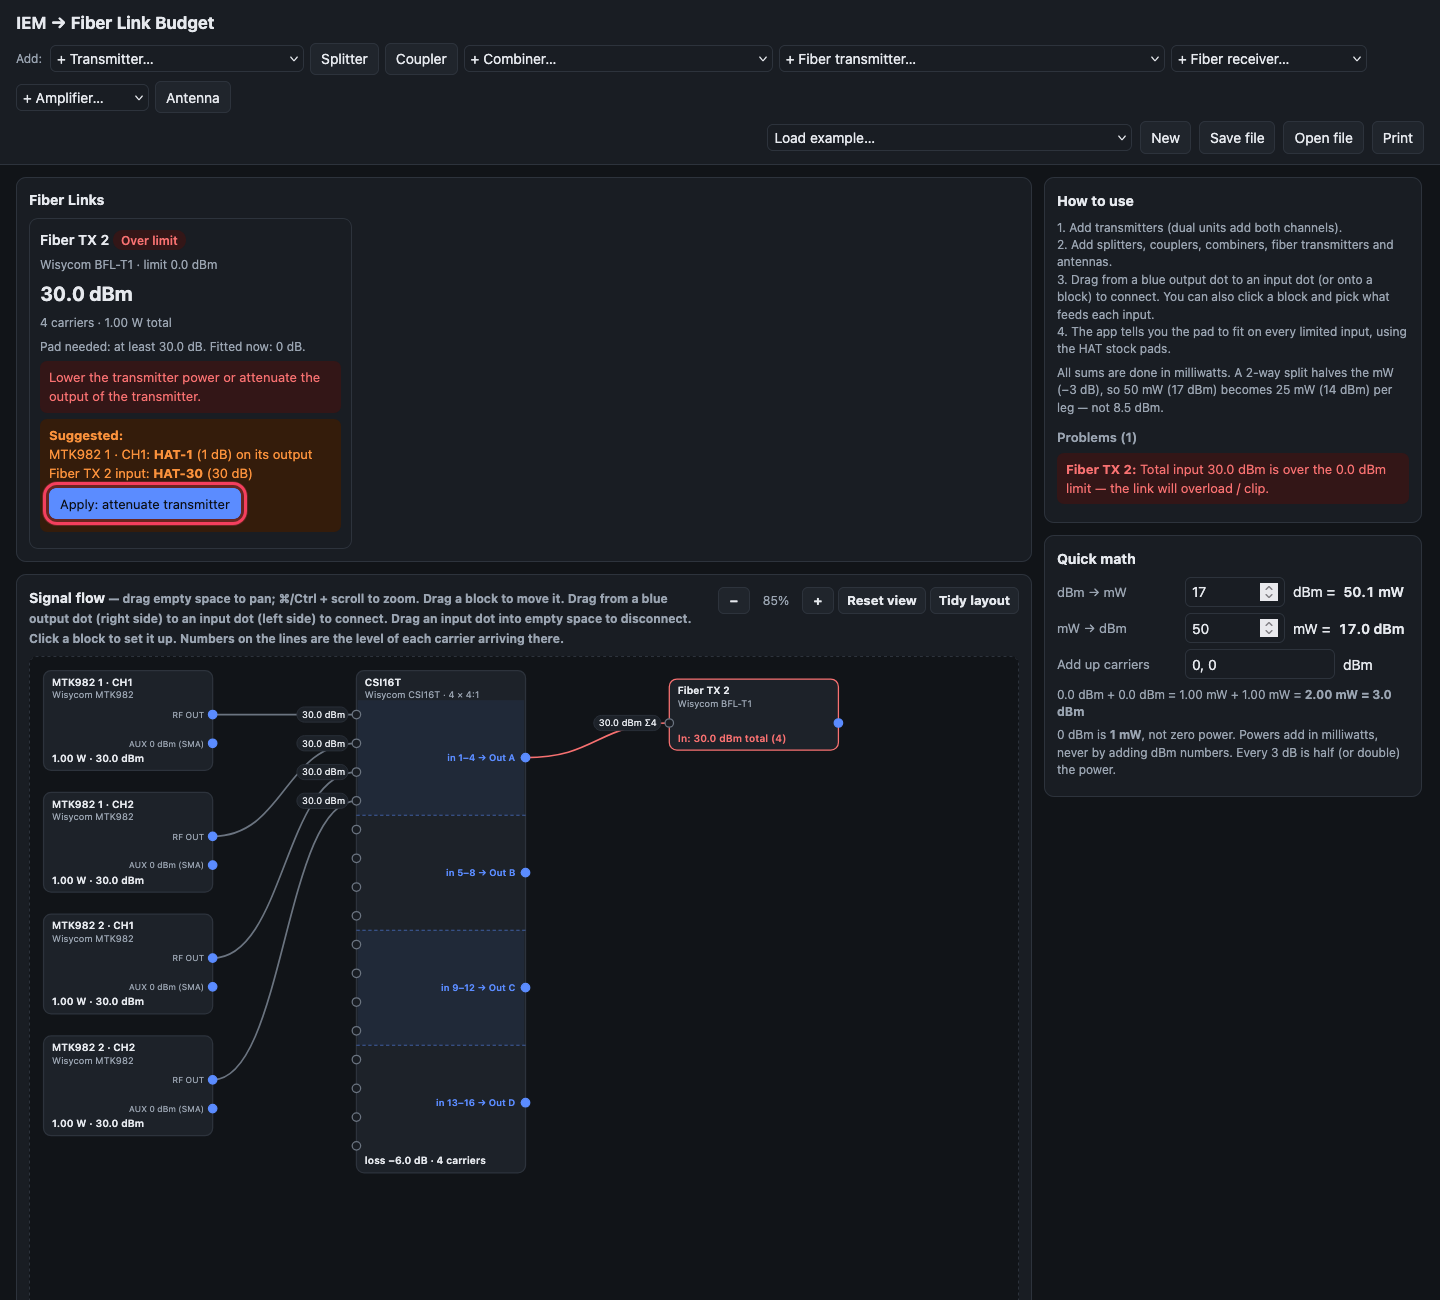 IEM → Fiber Link Budget
Add:
+ Transmitter...
Splitter
Coupler
+ Combiner...
+ Fiber transmitter...
+ Fiber receiver...
+ Amplifier...
Antenna
Load example...
New
Save file
Open file
Print
Fiber Links
Fiber TX 2 Over limit
Wisycom BFL-T1 · limit 0.0 dBm
30.0 dBm
4 carriers · 1.00 W total
Pad needed: at least 30.0 dB. Fitted now: 0 dB.
Lower the transmitter power or attenuate the
output of the transmitter.
Suggested:
MTK982 1 · CH1: HAT-1 (1 dB) on its output
Fiber TX 2 input: HAT-30 (30 dB)
Apply: attenuate transmitter
How to use
1. Add transmitters (dual units add both channels).
2. Add splitters, couplers, combiners, fiber transmitters and
antennas.
3. Drag from a blue output dot to an input dot (or onto a
block) to connect. You can also click a block and pick what
feeds each input.
4. The app tells you the pad to fit on every limited input, using
the HAT stock pads.
All sums are done in milliwatts. A 2-way split halves the mW
(−3 dB), so 50 mW (17 dBm) becomes 25 mW (14 dBm) per
leg — not 8.5 dBm.
Problems (1)
Fiber TX 2: Total input 30.0 dBm is over the 0.0 dBm
limit — the link will overload / clip.
Quick math
dBm → mW 17 dBm = 50.1 mW
mW → dBm 50 mW = 17.0 dBm
Add up carriers 0, 0 dBm
0.0 dBm + 0.0 dBm = 1.00 mW + 1.00 mW = 2.00 mW = 3.0
dBm
0 dBm is 1 mW, not zero power. Powers add in milliwatts,
never by adding dBm numbers. Every 3 dB is half (or double)
the power.
Signal flow — drag empty space to pan; ⌘/Ctrl + scroll to zoom. Drag a block to move it. Drag from a blue
output dot (right side) to an input dot (left side) to connect. Drag an input dot into empty space to disconnect.
Click a block to set it up. Numbers on the lines are the level of each carrier arriving there.
−
85%
+
Reset view
Tidy layout
MTK982 1 · CH1
Wisycom MTK982
RF OUT
AUX 0 dBm (SMA)
1.00 W · 30.0 dBm
MTK982 1 · CH2
Wisycom MTK982
RF OUT
AUX 0 dBm (SMA)
1.00 W · 30.0 dBm
MTK982 2 · CH1
Wisycom MTK982
RF OUT
AUX 0 dBm (SMA)
1.00 W · 30.0 dBm
MTK982 2 · CH2
Wisycom MTK982
RF OUT
AUX 0 dBm (SMA)
1.00 W · 30.0 dBm
30.0 dBm
30.0 dBm
30.0 dBm
30.0 dBm
CSI16T
Wisycom CSI16T · 4 × 4:1
in 1–4 → Out A
in 5–8 → Out B
in 9–12 → Out C
in 13–16 → Out D
loss −6.0 dB · 4 carriers
30.0 dBm Σ4
Fiber TX 2
Wisycom BFL-T1
In: 30.0 dBm total (4)